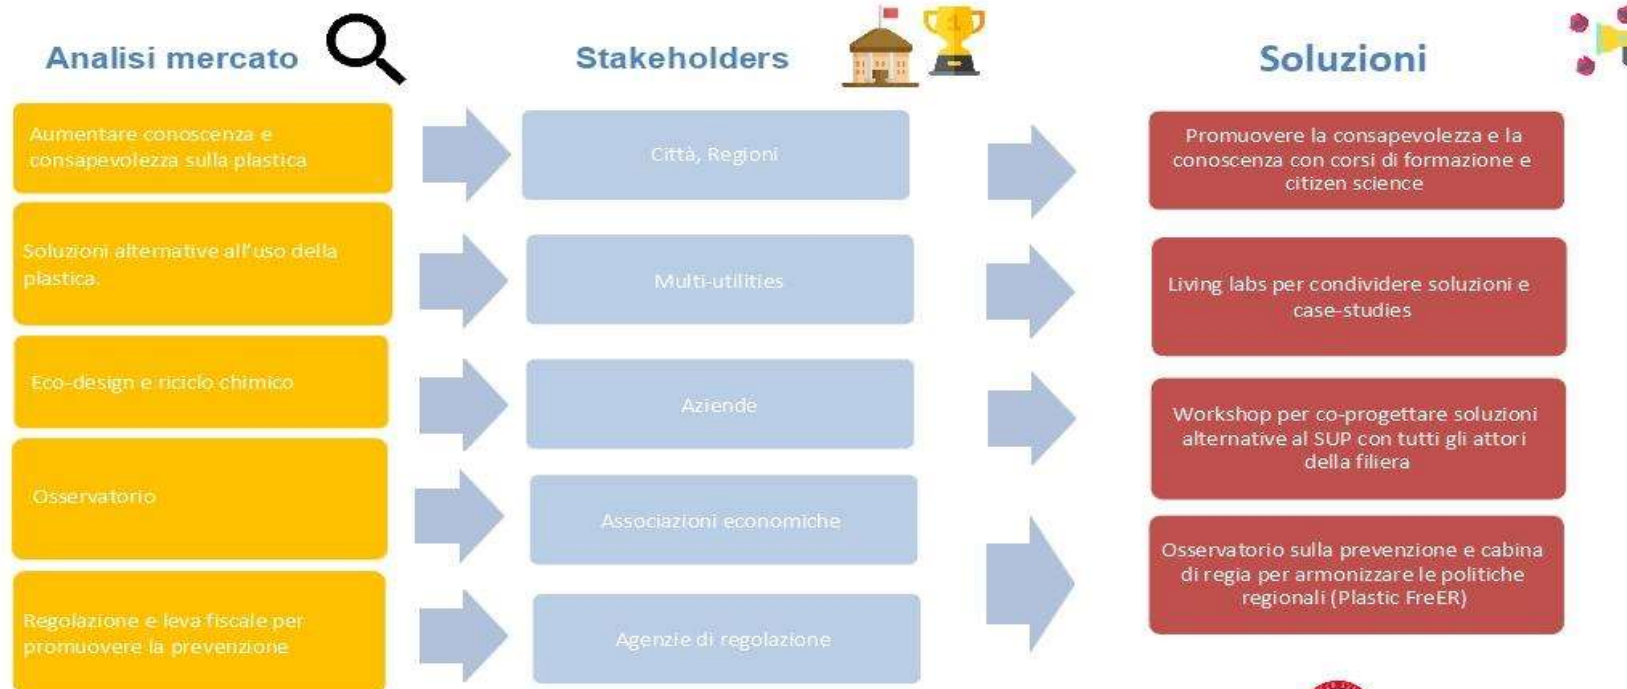 Analisi mercato
Stakeholders
Soluzioni
Aumentare conoscenza e
consapevolezza sulla plastica
Città, Regioni
Promuovere la consapevolezza e la
conoscenza con corsi di formazione e
citizen science
Soluzioni alternative all'uso della
plastica.
Multi-utilities
Living labs per condividere soluzioni e
case-studies
Eco-design e riciclo chimico
Aziende
Workshop per co-progettare soluzioni
alternative al SUP con tutti gli attori
della filiera
Osservatorio
Associazioni economiche
Osservatorio sulla prevenzione e cabina
di regia per armonizzare le politiche
regionali (Plastic FreER)
Regolazione e leva fiscale per
promuovere la prevenzione
Agenzie di regolazione
1